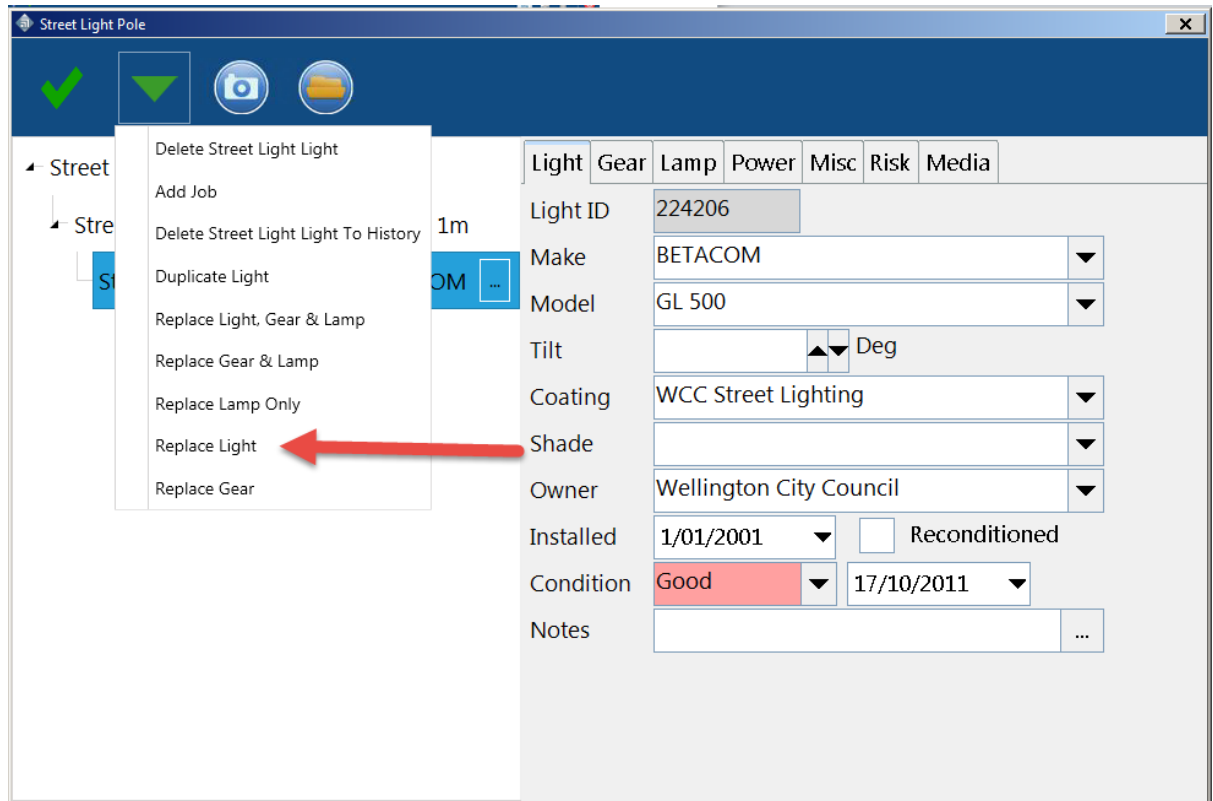 Street Light Pole
Delete Street Light Light
Add Job
Delete Street Light Light To History
Duplicate Light
Replace Light, Gear & Lamp
Replace Gear & Lamp
Replace Lamp Only
Replace Light
Replace Gear
Street
1m
...
Light Gear Lamp Power Misc Risk Media
Light ID 224206
Make BETACOM
Model GL 500
Tilt Deg
Coating WCC Street Lighting
Shade
Owner Wellington City Council
Installed 1/01/2001 Reconditioned
Condition Good 17/10/2011
Notes ...